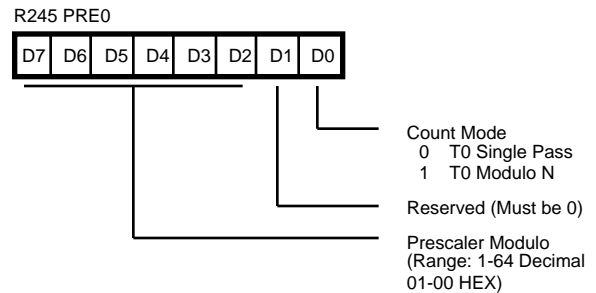 R245 PRE0
D7 D6 D5 D4 D3 D2 D1 D0
Count Mode
0 T0 Single Pass
1 T0 Modulo N
Reserved (Must be 0)
Prescaler Modulo
(Range: 1-64 Decimal
01-00 HEX)